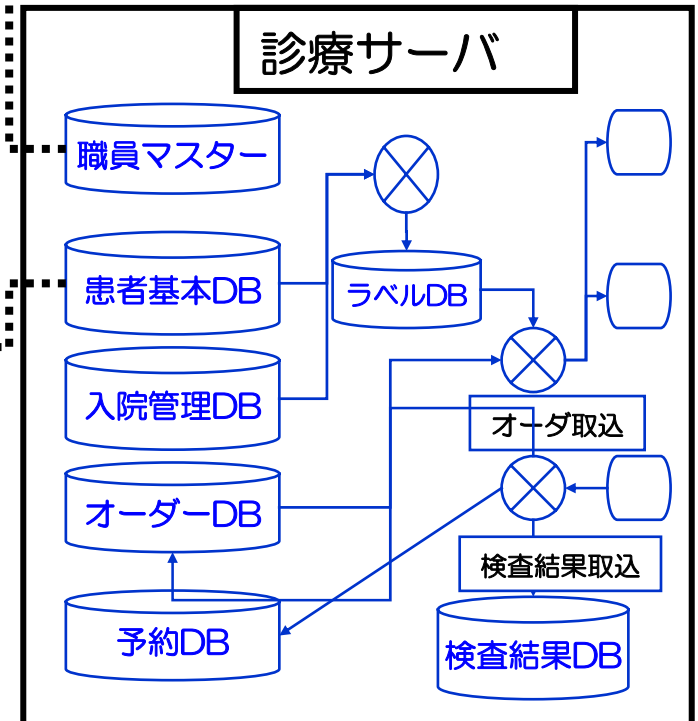 診療サーバ
職員マスター
患者基本DB
ラベルDB
入院管理DB
オーダ取込
オーダーDB
検査結果取込
予約DB
検査結果DB